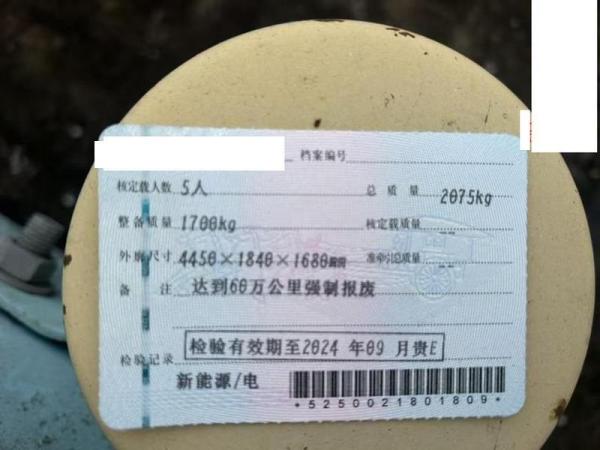 档案编号
核定载人数 5人 总质量 2075kg
整备质量 1700kg 核定载质量 --
外廓尺寸 4450×1840×1680mm 准牵引总质量 --
备注 达到60万公里强制报废
检验记录 检验有效期至2024年09月贵E
新能源/电
*5250021801809*